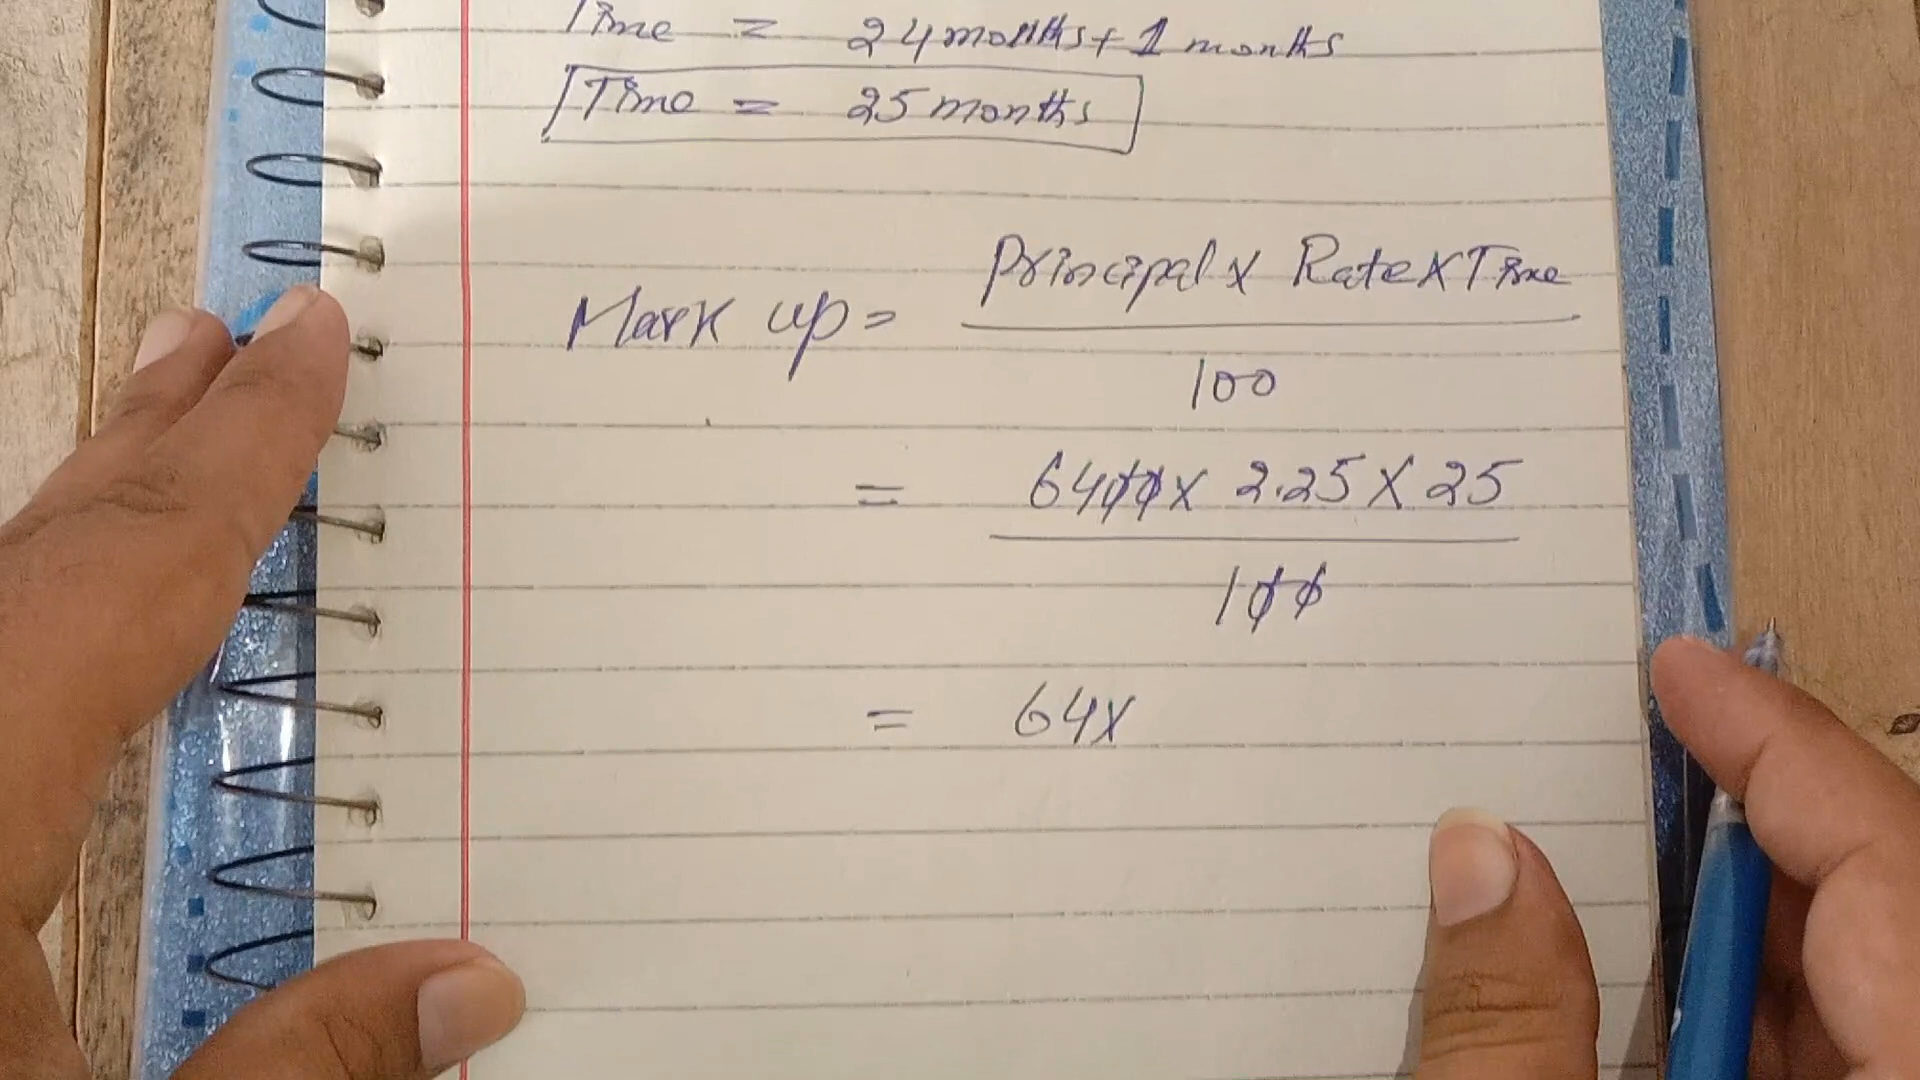 Time = 24 months + 1 months
Time = 25 months
Principal x Rate x Time
Mark up =
100
= 6400 x 2.25 x 25
100
= 64x